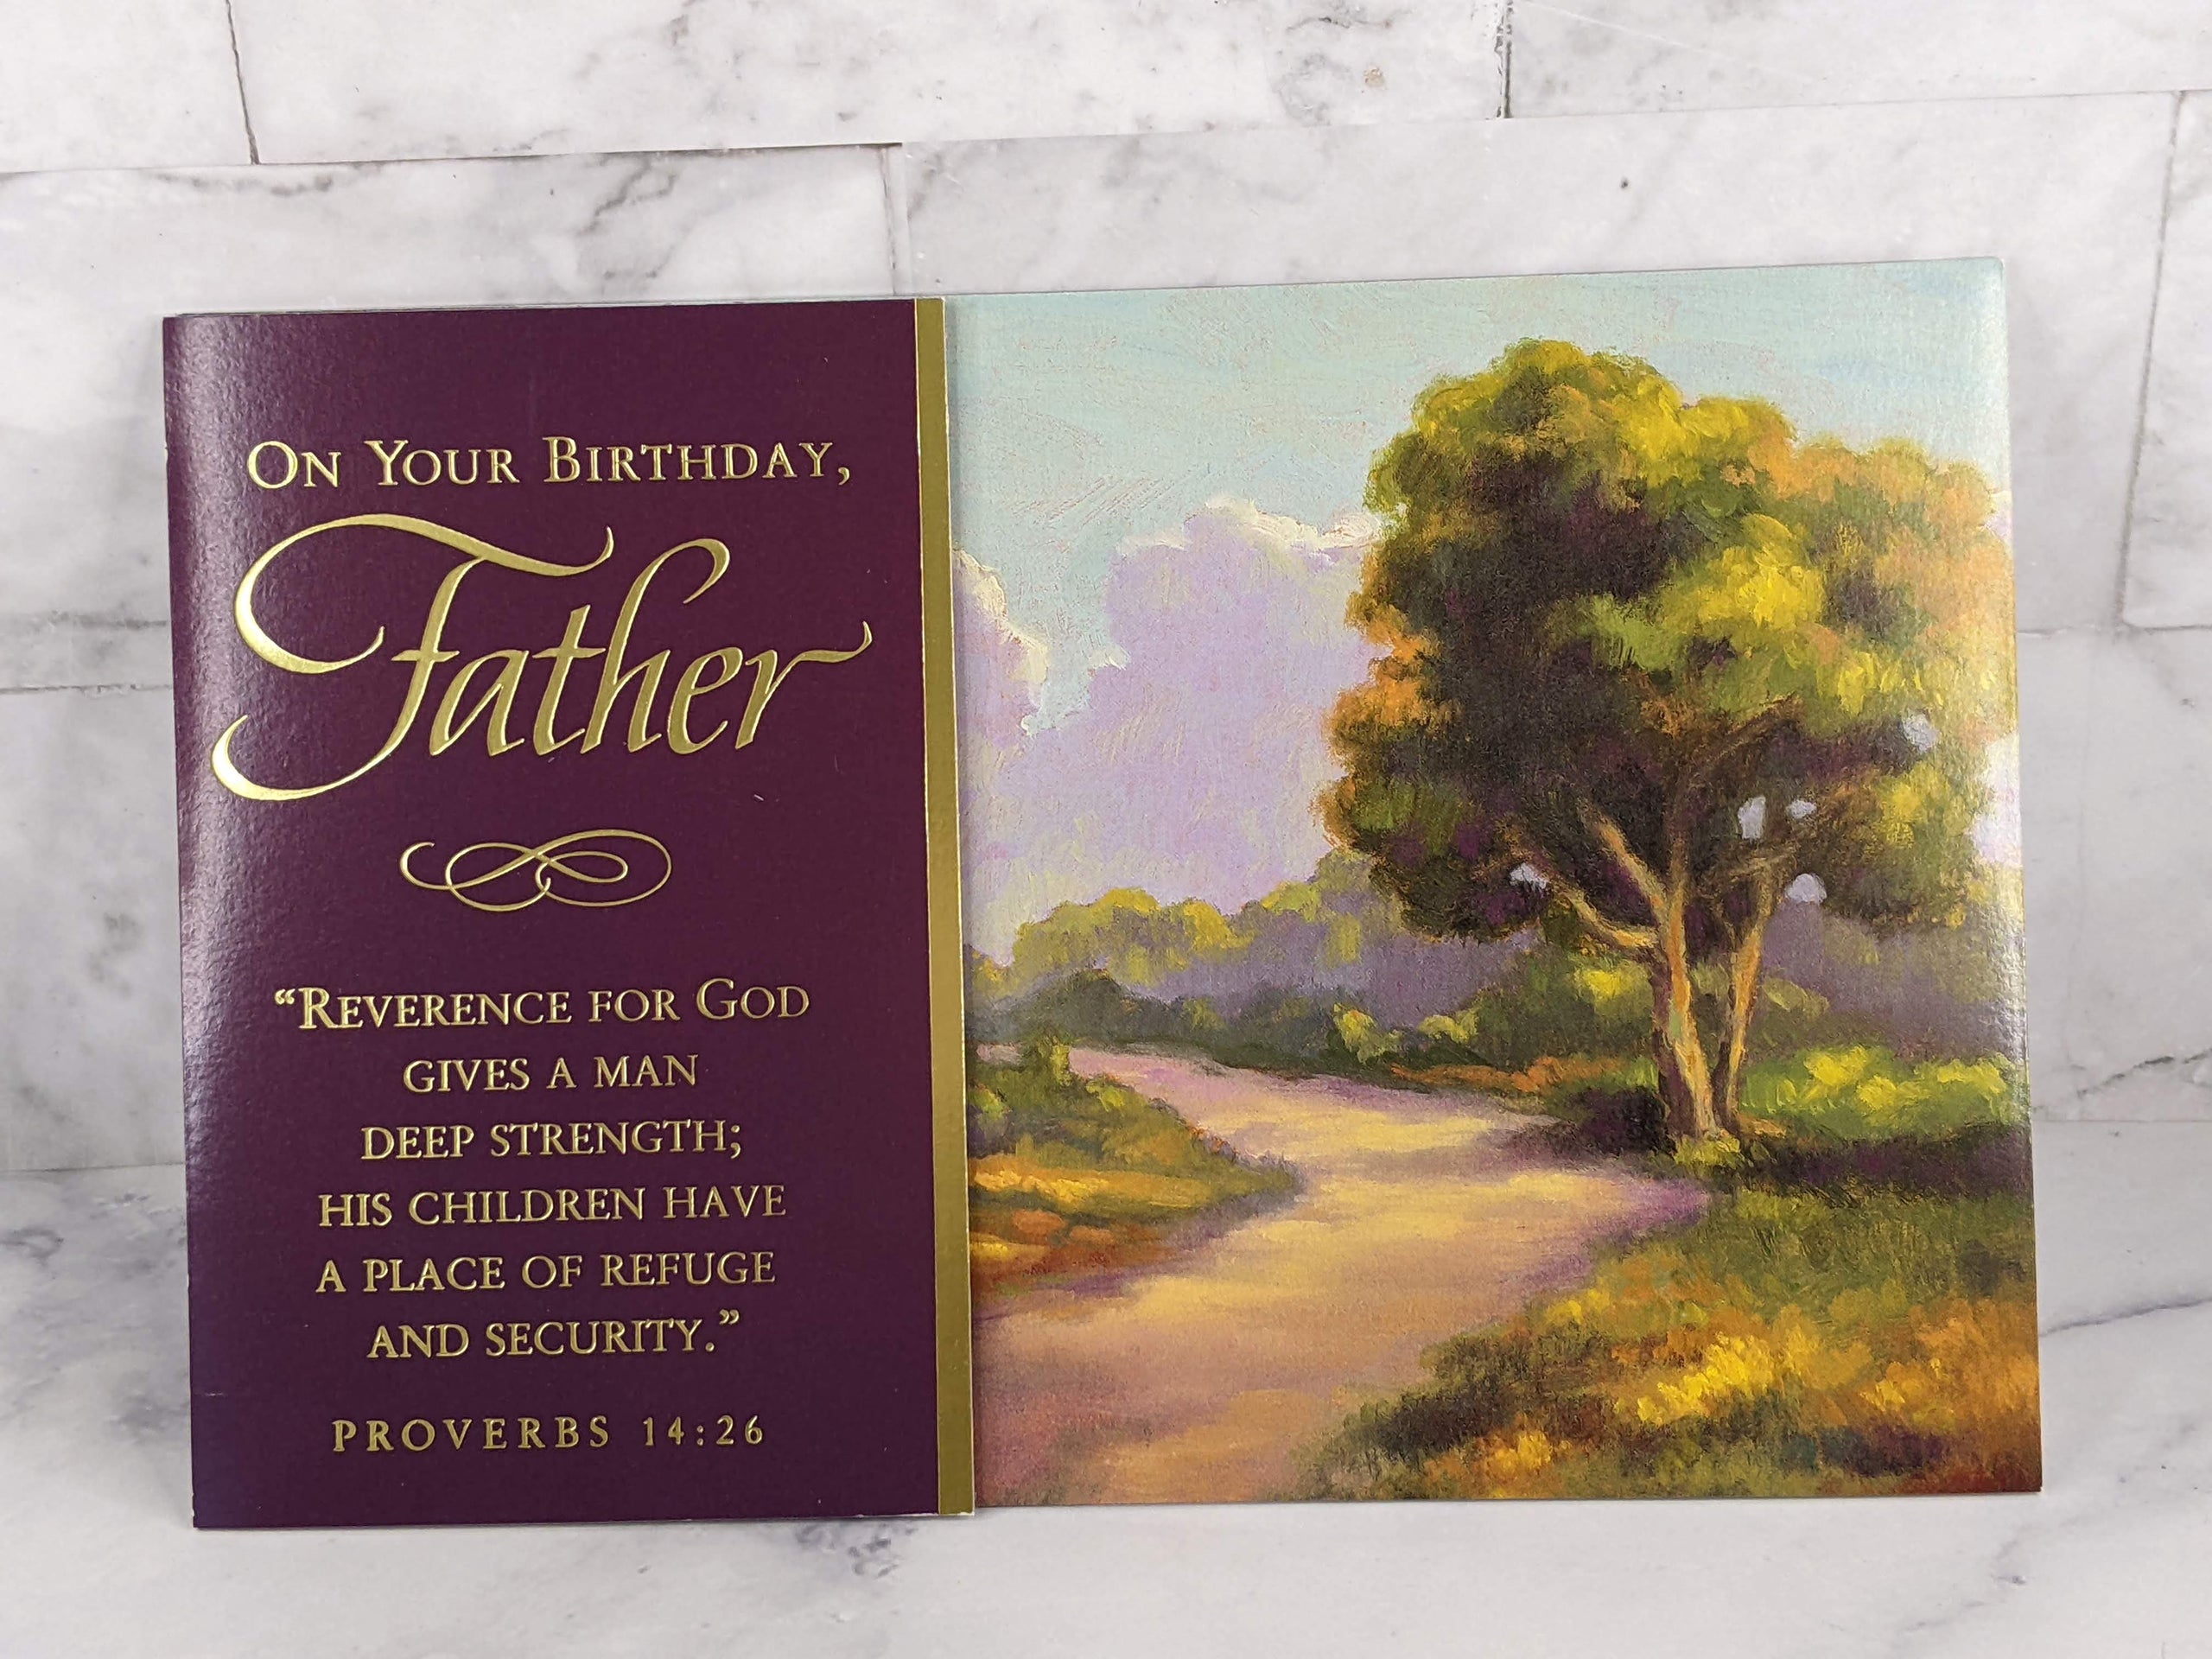 ON YOUR BIRTHDAY,
Father
“REVERENCE FOR GOD
GIVES A MAN
DEEP STRENGTH;
HIS CHILDREN HAVE
A PLACE OF REFUGE
AND SECURITY.”
PROVERBS 14:26